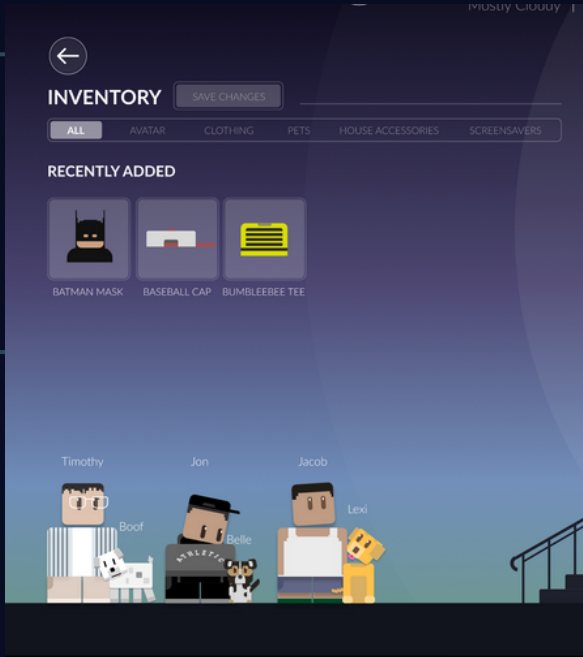 Mostly Cloudy
INVENTORY
SAVE CHANGES
ALL AVATAR CLOTHING PETS HOUSE ACCESSORIES SCREENSAVERS
RECENTLY ADDED
BATMAN MASK BASEBALL CAP BUMBLEEBEE TEE
Timothy Jon Jacob
Lexi
Boof
Belle
ATHLETIC